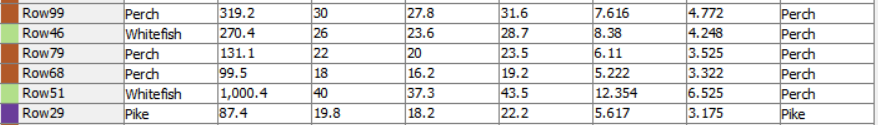 Row99 Perch 319.2 30 27.8 31.6 7.616 4.772 Perch
Row46 Whitefish 270.4 26 23.6 28.7 8.38 4.248 Perch
Row79 Perch 131.1 22 20 23.5 6.11 3.525 Perch
Row68 Perch 99.5 18 16.2 19.2 5.222 3.322 Perch
Row51 Whitefish 1,000.4 40 37.3 43.5 12.354 6.525 Perch
Row29 Pike 87.4 19.8 18.2 22.2 5.617 3.175 Pike